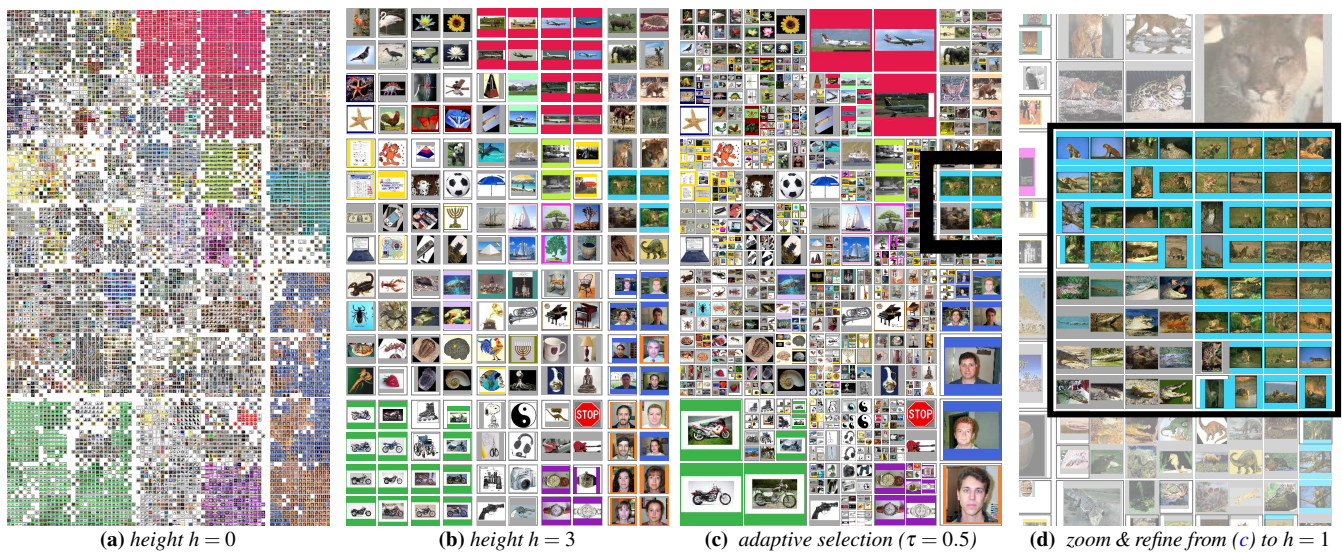 STOP
STOP
(a) height h = 0
(b) height h = 3
(c) adaptive selection (τ = 0.5)
(d) zoom & refine from (c) to h = 1